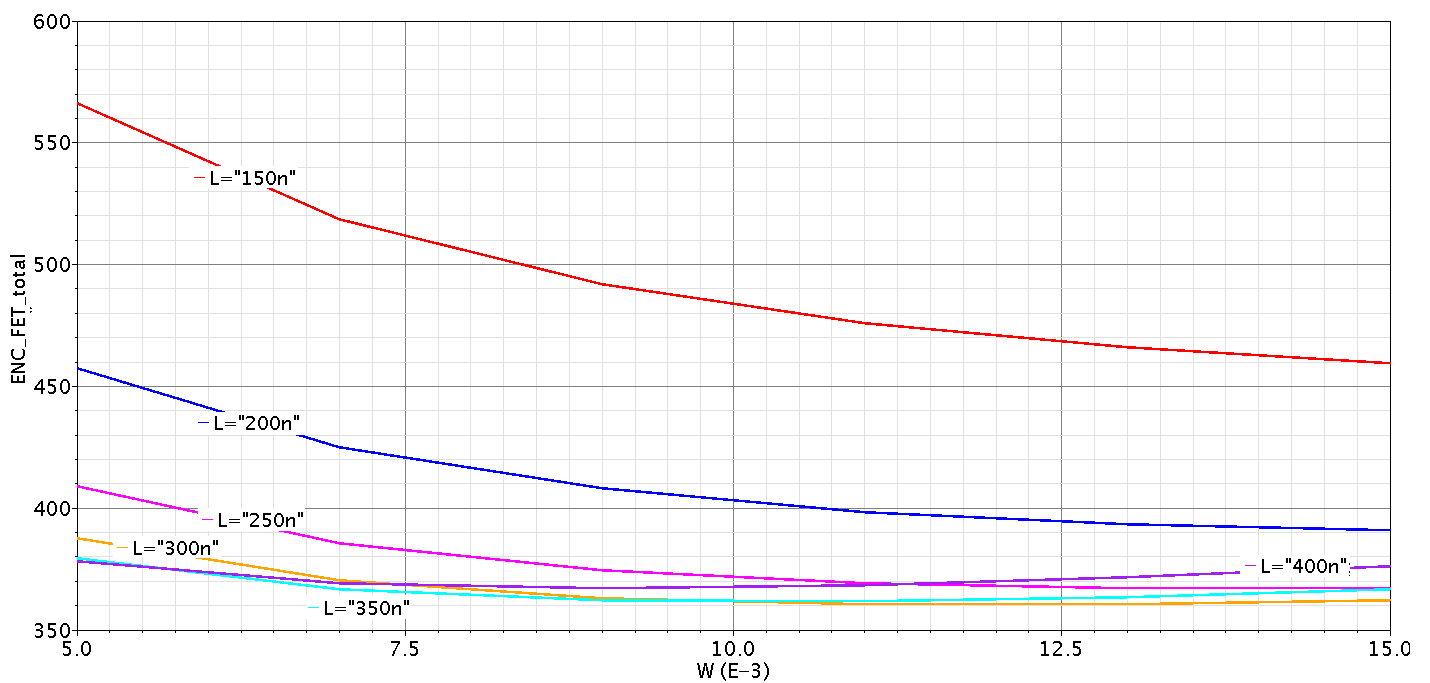 600
550
500
450
400
350
ENC_FET_total
L="150n"
L="200n"
L="250n"
L="300n"
L="350n"
L="400n"
5.0
7.5
10.0
12.5
15.0
W (E−3)